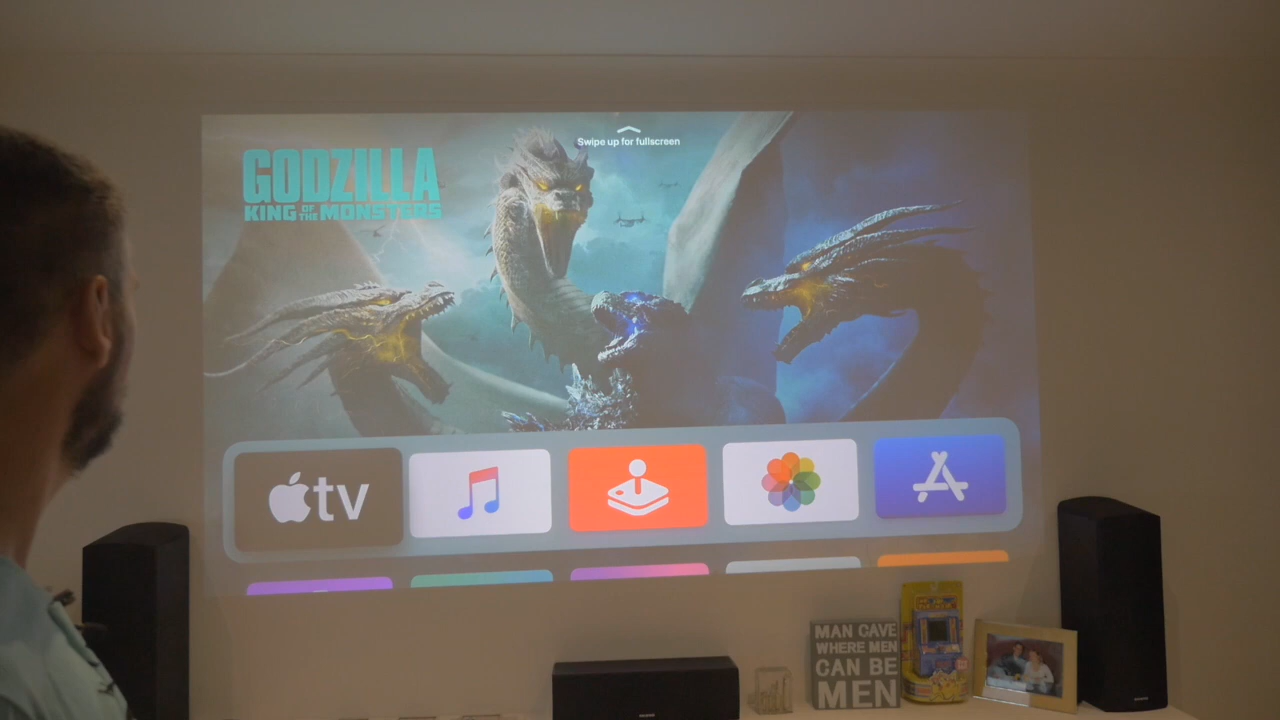 Swipe up for fullscreen
GODZILLA
KING OF THE MONSTERS
tv
MAN CAVE
WHERE MEN
CAN BE
MEN